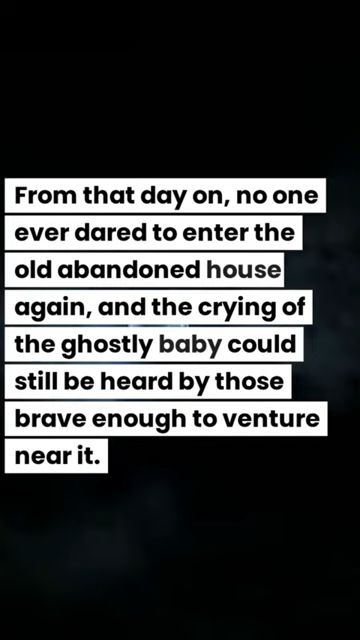 From that day on, no one
ever dared to enter the
old abandoned house
again, and the crying of
the ghostly baby could
still be heard by those
brave enough to venture
near it.